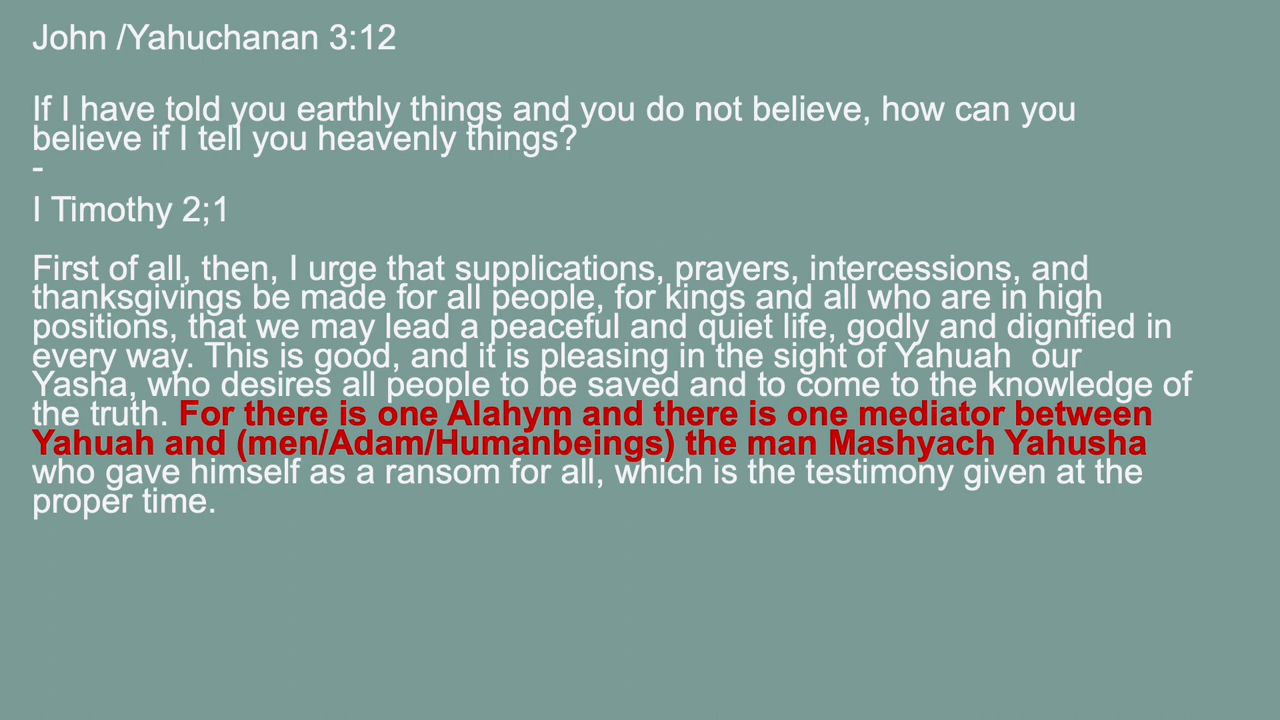 John /Yahuchanan 3:12
If I have told you earthly things and you do not believe, how can you
believe if I tell you heavenly things?
-
I Timothy 2;1
First of all, then, I urge that supplications, prayers, intercessions, and
thanksgivings be made for all people, for kings and all who are in high
positions, that we may lead a peaceful and quiet life, godly and dignified in
every way. This is good, and it is pleasing in the sight of Yahuah  our
Yasha, who desires all people to be saved and to come to the knowledge of
the truth. For there is one Alahym and there is one mediator between
Yahuah and (men/Adam/Humanbeings) the man Mashyach Yahusha
who gave himself as a ransom for all, which is the testimony given at the
proper time.